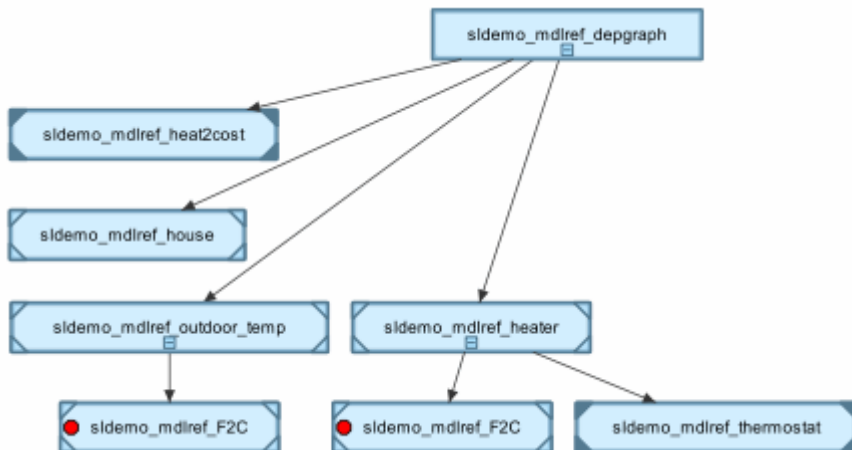 sldemo_mdlref_depgraph
sldemo_mdlref_heat2cost
sldemo_mdlref_house
sldemo_mdlref_outdoor_temp
sldemo_mdlref_heater
sldemo_mdlref_F2C
sldemo_mdlref_F2C
sldemo_mdlref_thermostat